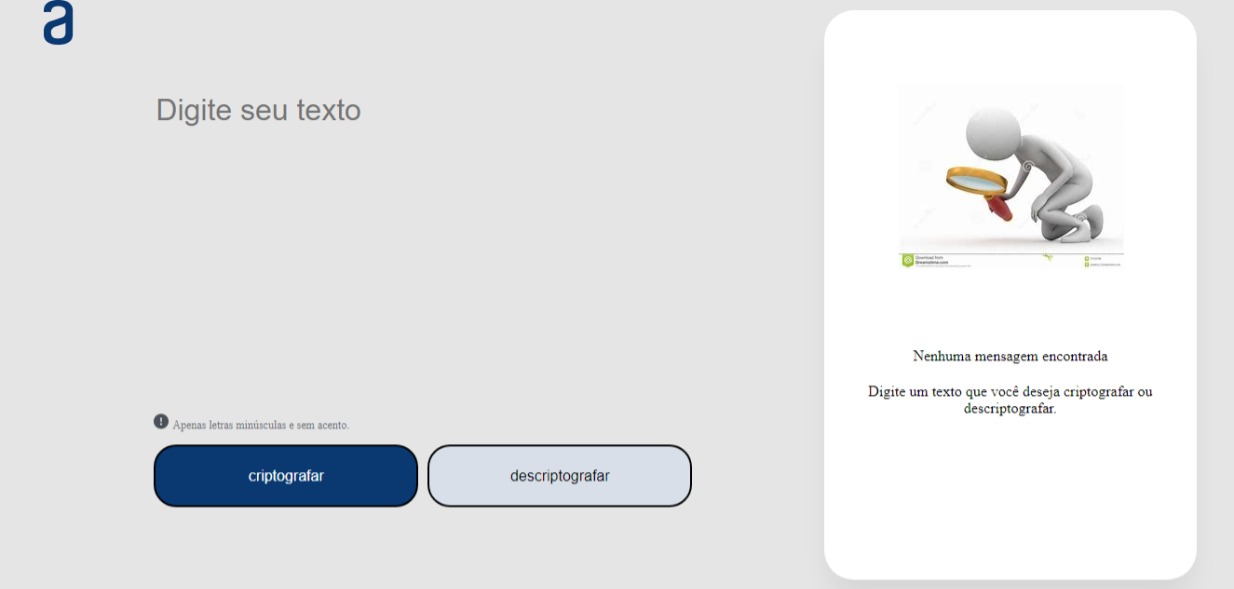 a
Digite seu texto
Apenas letras minúsculas e sem acento.
criptografar
descriptografar
Download from
Dreamstime.com
Nenhuma mensagem encontrada
Digite um texto que você deseja criptografar ou
descriptografar.